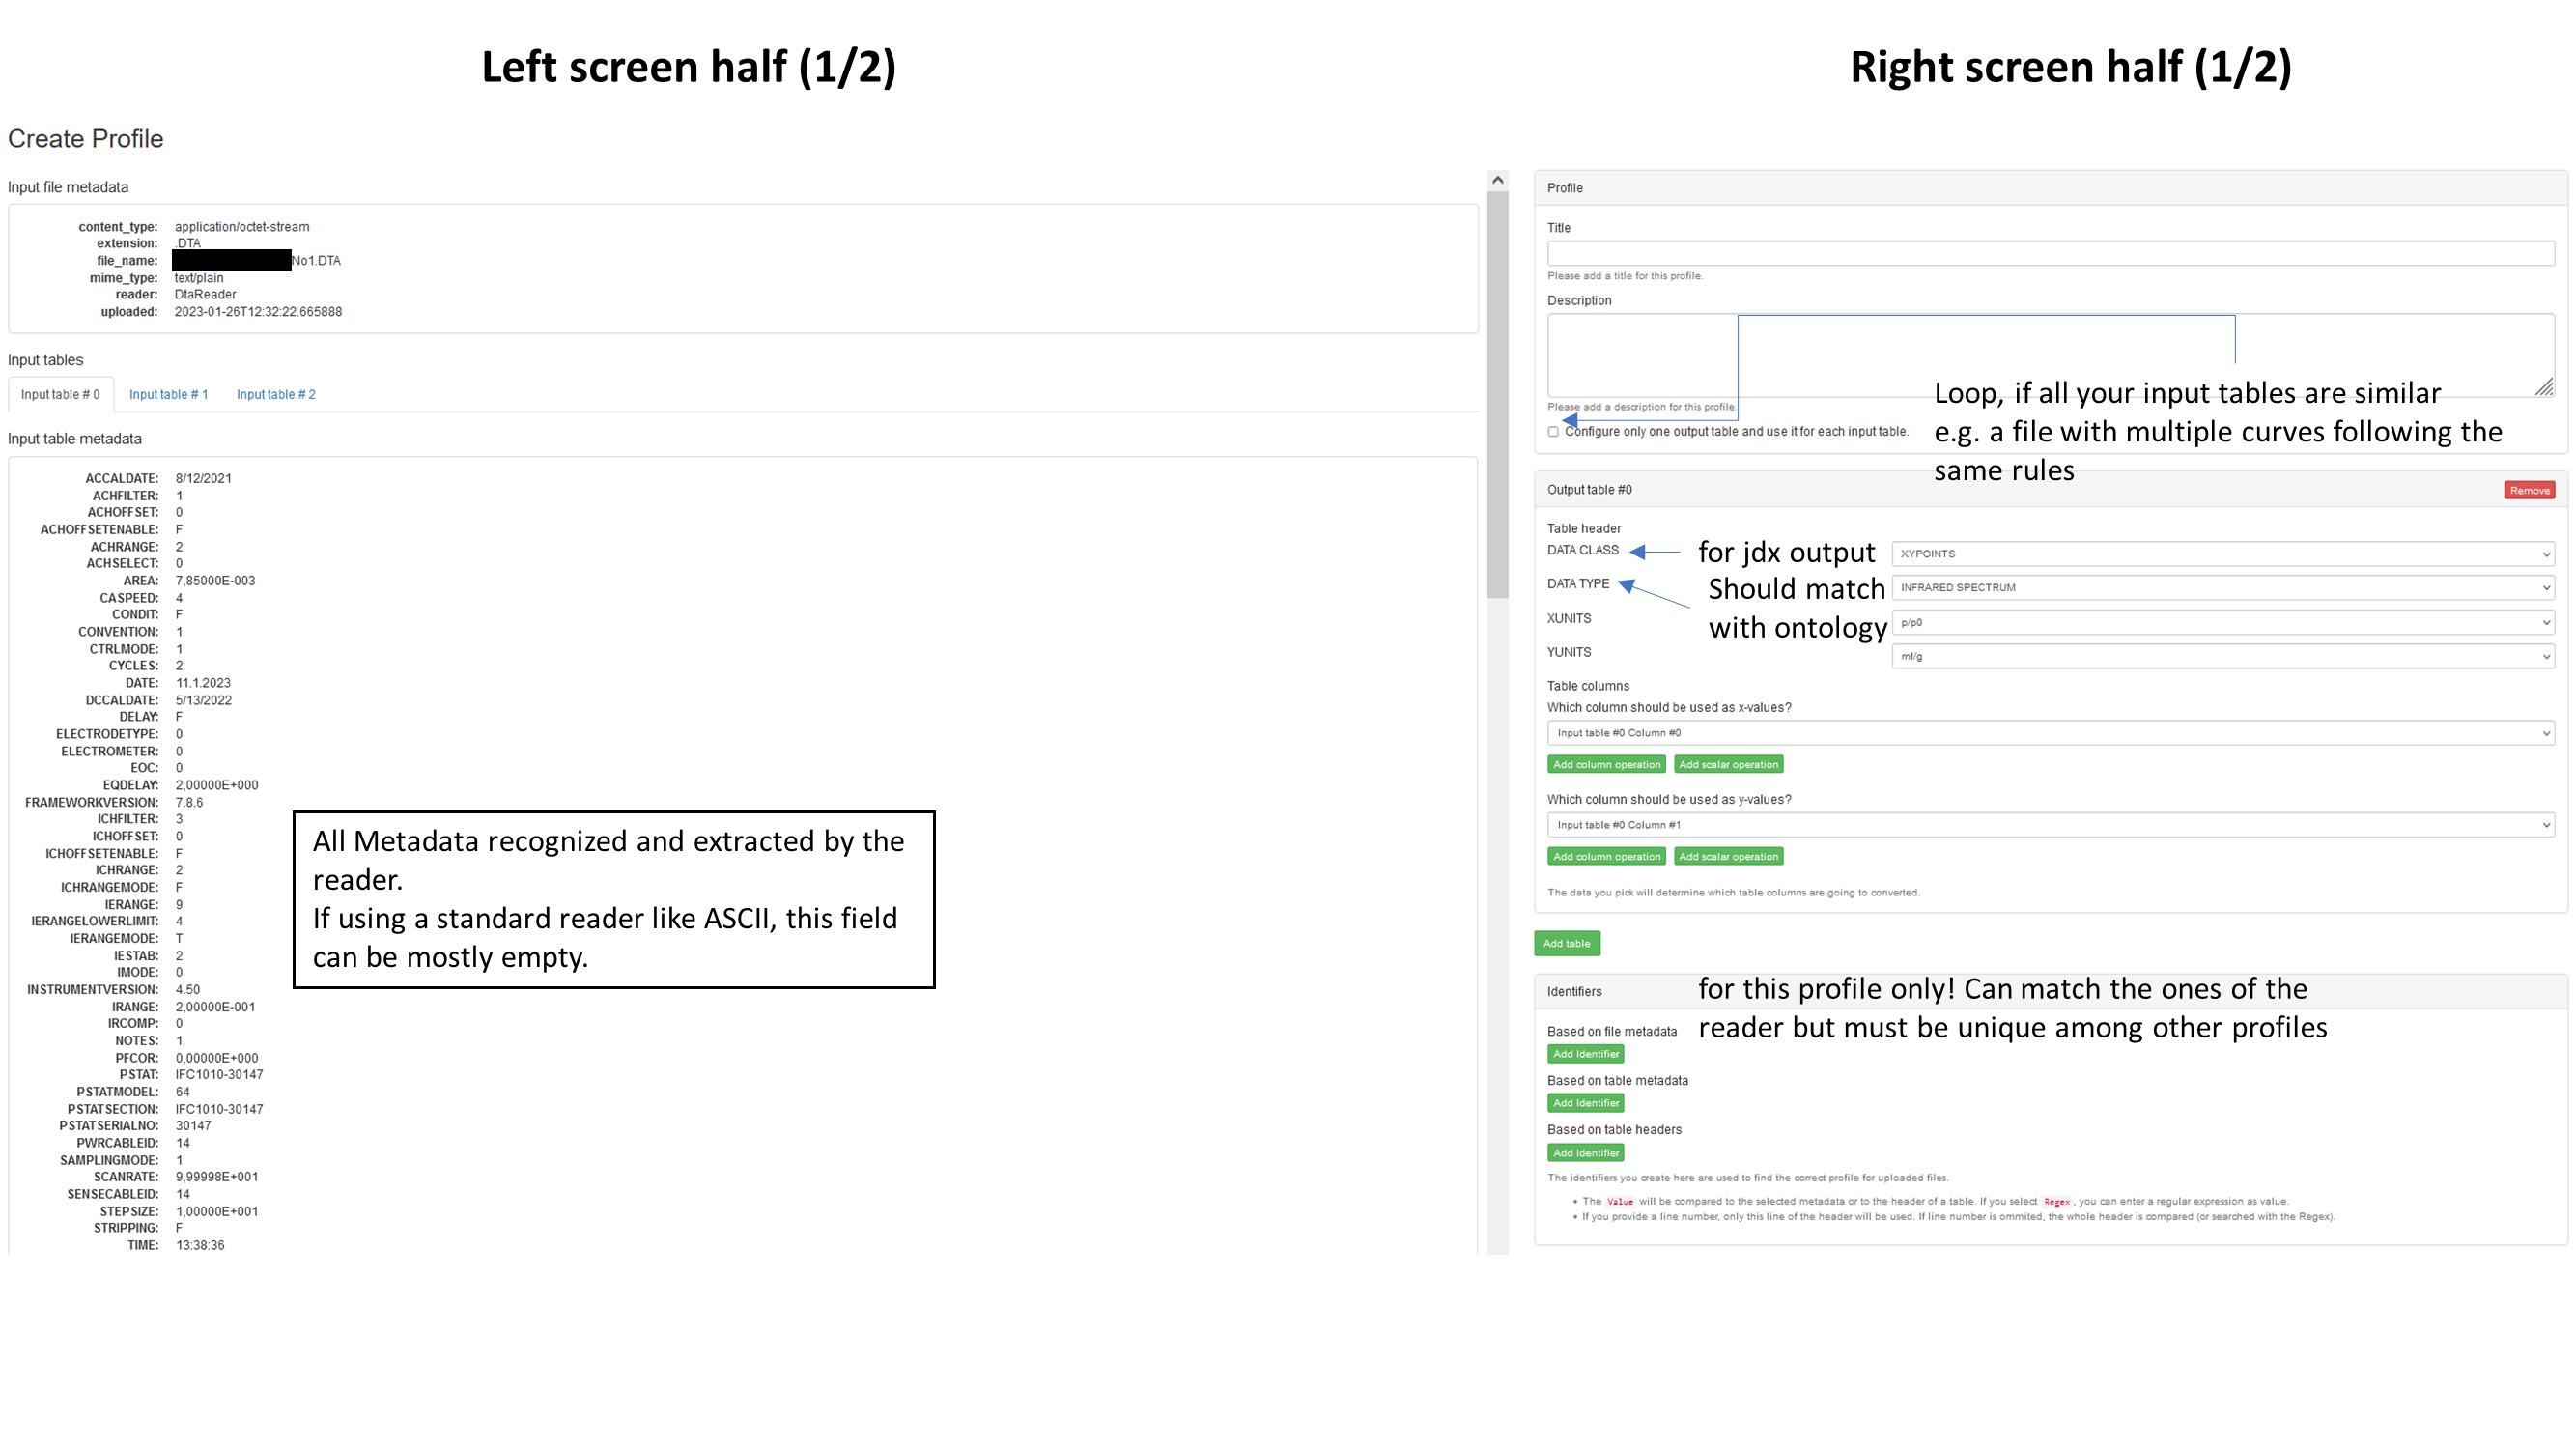 Left screen half (1/2)
Right screen half (1/2)
Create Profile
Input file metadata
content_type: application/octet-stream
extension: .DTA
file_name: No1.DTA
mime_type: text/plain
reader: DtaReader
uploaded: 2023-01-26T12:32:22.665888
Input tables
Input table # 0 Input table # 1 Input table # 2
Input table metadata
ACCALDATE: 8/12/2021
ACHFILTER: 1
ACHOFFSET: 0
ACHOFFSETENABLE: F
ACHRANGE: 2
ACHSELECT: 0
AREA: 7,85000E-003
CASPEED: 4
CONDIT: F
CONVENTION: 1
CTRLMODE: 1
CYCLES: 2
DATE: 11.1.2023
DCCALDATE: 5/13/2022
DELAY: F
ELECTRODETYPE: 0
ELECTROMETER: 0
EOC: 0
EQDELAY: 2,00000E+000
FRAMEWORKVERSION: 7.8.6
ICHFILTER: 3
ICHOFFSET: 0
ICHOFFSETENABLE: F
ICHRANGE: 2
ICHRANGEMODE: F
IERANGE: 9
IERANGELOWERLIMIT: 4
IERANGEMODE: T
IESTAB: 2
IMODE: 0
INSTRUMENTVERSION: 4.50
IRANGE: 2,00000E-001
IRCOMP: 0
NOTES: 1
PFCOR: 0,00000E+000
PSTAT: IFC1010-30147
PSTATMODEL: 64
PSTATSECTION: IFC1010-30147
PSTATSERIALNO: 30147
PWRCABLEID: 14
SAMPLINGMODE: 1
SCANRATE: 9,99998E+001
SENSECABLEID: 14
STEPSIZE: 1,00000E+001
STRIPPING: F
TIME: 13:38:36
All Metadata recognized and extracted by the
reader.
If using a standard reader like ASCII, this field
can be mostly empty.
Profile
Title
Please add a title for this profile.
Description
Please add a description for this profile.
Configure only one output table and use it for each input table.
Loop, if all your input tables are similar
e.g. a file with multiple curves following the
same rules
Output table #0
Remove
Table header
DATA CLASS
for jdx output
XYPOINTS
DATA TYPE
Should match
with ontology
INFRARED SPECTRUM
XUNITS
p/p0
YUNITS
ml/g
Table columns
Which column should be used as x-values?
Input table #0 Column #0
Add column operation Add scalar operation
Which column should be used as y-values?
Input table #0 Column #1
Add column operation Add scalar operation
The data you pick will determine which table columns are going to converted.
Add table
Identifiers
for this profile only! Can match the ones of the
reader but must be unique among other profiles
Based on file metadata
Add Identifier
Based on table metadata
Add Identifier
Based on table headers
Add Identifier
The identifiers you create here are used to find the correct profile for uploaded files.
• The Value will be compared to the selected metadata or to the header of a table. If you select Regex, you can enter a regular expression as value.
• If you provide a line number, only this line of the header will be used. If line number is ommited, the whole header is compared (or searched with the Regex).